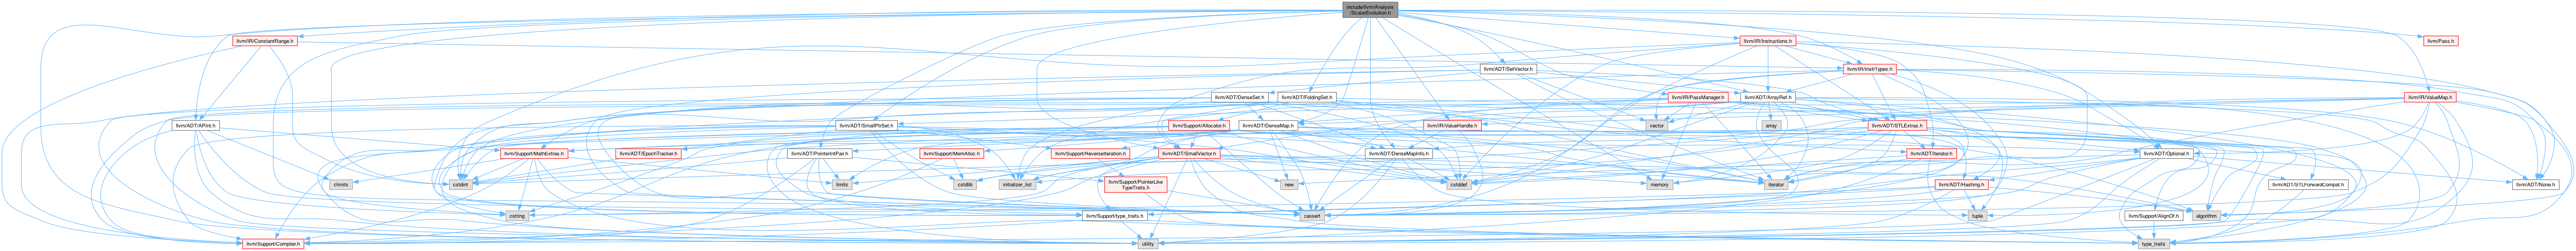 include/llvm/Analysis
/ScalarEvolution.h
llvm/IR/ConstantRange.h
llvm/IR/Instructions.h
llvm/Pass.h
llvm/ADT/SetVector.h
llvm/IR/InstrTypes.h
llvm/ADT/DenseSet.h
llvm/ADT/FoldingSet.h
llvm/IR/PassManager.h
llvm/ADT/ArrayRef.h
llvm/IR/ValueMap.h
llvm/ADT/APInt.h
llvm/ADT/SmallPtrSet.h
llvm/Support/Allocator.h
llvm/ADT/DenseMap.h
llvm/IR/ValueHandle.h
vector
array
llvm/ADT/STLExtras.h
llvm/Support/MathExtras.h
llvm/ADT/EpochTracker.h
llvm/ADT/PointerIntPair.h
llvm/Support/MemAlloc.h
llvm/Support/ReverseIteration.h
llvm/ADT/SmallVector.h
llvm/ADT/DenseMapInfo.h
llvm/ADT/iterator.h
llvm/ADT/Optional.h
climits
cstdint
limits
cstdlib
initializer_list
llvm/Support/PointerLike
TypeTraits.h
new
cstddef
memory
iterator
llvm/ADT/Hashing.h
llvm/ADT/STLForwardCompat.h
llvm/ADT/None.h
cstring
llvm/Support/type_traits.h
cassert
tuple
llvm/Support/AlignOf.h
algorithm
llvm/Support/Compiler.h
utility
type_traits